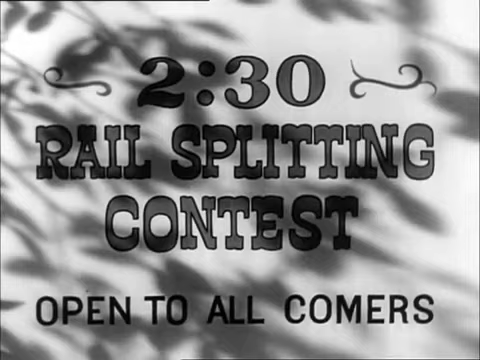 2:30
RAIL SPLITTING
CONTEST
OPEN TO ALL COMERS